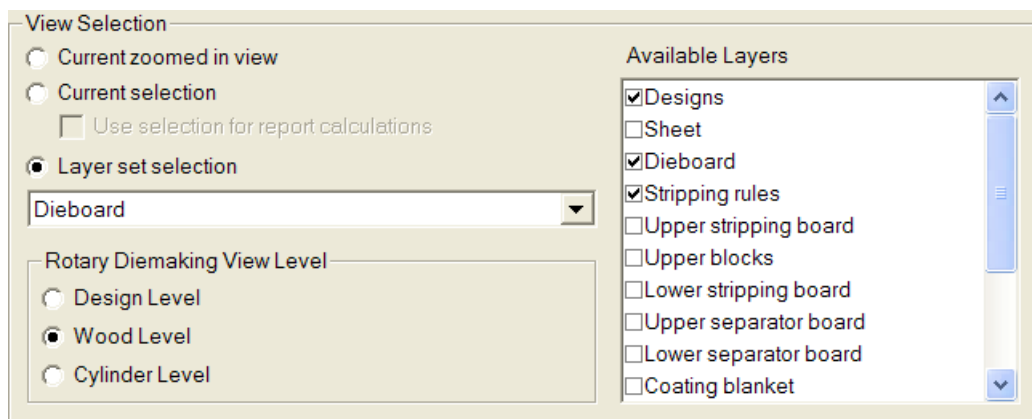 View Selection
Current zoomed in view
Current selection
Use selection for report calculations
Layer set selection
Dieboard
Rotary Diemaking View Level
Design Level
Wood Level
Cylinder Level
Available Layers
Designs
Sheet
Dieboard
Stripping rules
Upper stripping board
Upper blocks
Lower stripping board
Upper separator board
Lower separator board
Coating blanket